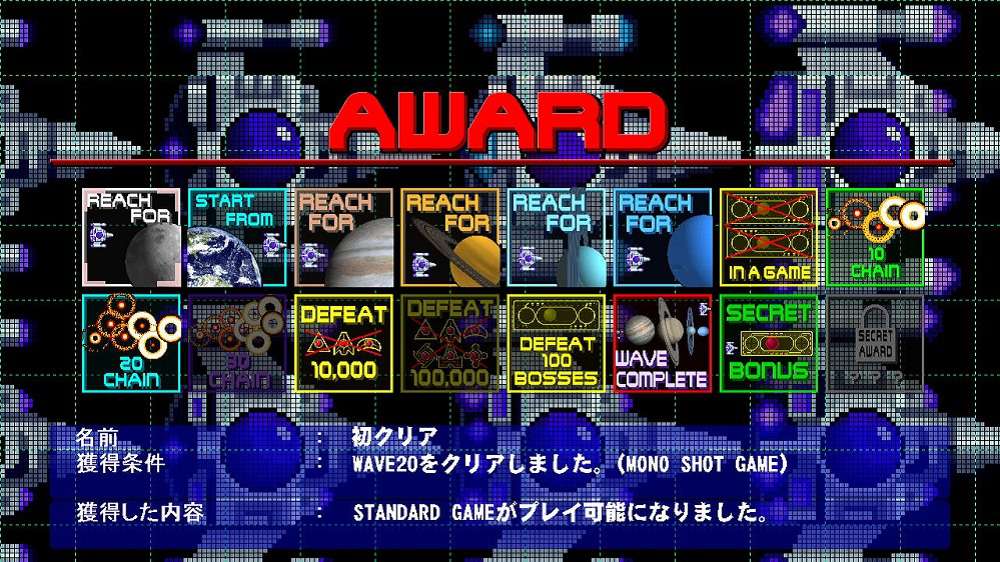 AWARD
REACH FOR
START FROM
REACH FOR
REACH FOR
REACH FOR
REACH FOR
IN A GAME
10 CHAIN
20 CHAIN
30 CHAIN
DEFEAT 10,000
DEFEAT 100,000
DEFEAT 100 BOSSES
WAVE COMPLETE
SECRET BONUS
SECRET AWARD
名前 : 初クリア
獲得条件 : WAVE20をクリアしました。(MONO SHOT GAME)
獲得した内容 : STANDARD GAMEがプレイ可能になりました。